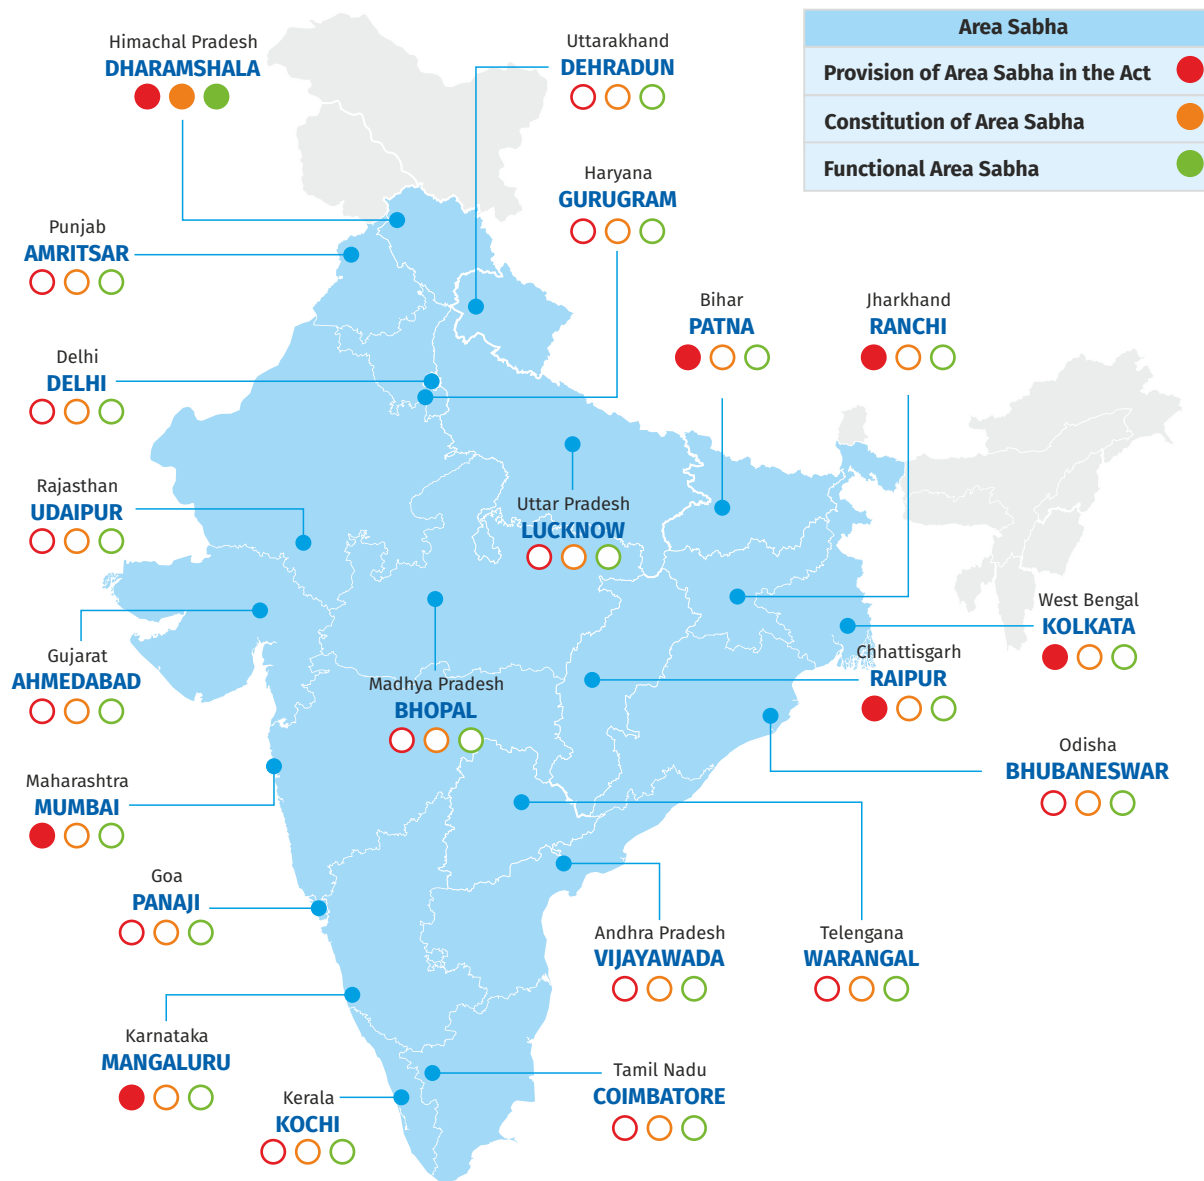 Area Sabha
Provision of Area Sabha in the Act
Constitution of Area Sabha
Functional Area Sabha
Himachal Pradesh
DHARAMSHALA
Uttarakhand
DEHRADUN
Haryana
GURUGRAM
Punjab
AMRITSAR
Bihar
PATNA
Jharkhand
RANCHI
Delhi
DELHI
Rajasthan
UDAIPUR
Uttar Pradesh
LUCKNOW
West Bengal
KOLKATA
Gujarat
AHMEDABAD
Madhya Pradesh
BHOPAL
Chhattisgarh
RAIPUR
Odisha
BHUBANESWAR
Maharashtra
MUMBAI
Goa
PANAJI
Andhra Pradesh
VIJAYAWADA
Telengana
WARANGAL
Karnataka
MANGALURU
Kerala
KOCHI
Tamil Nadu
COIMBATORE